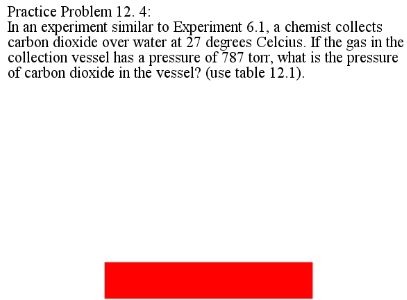 Practice Problem 12. 4:
In an experiment similar to Experiment 6.1, a chemist collects
carbon dioxide over water at 27 degrees Celcius. If the gas in the
collection vessel has a pressure of 787 torr, what is the pressure
of carbon dioxide in the vessel? (use table 12.1).